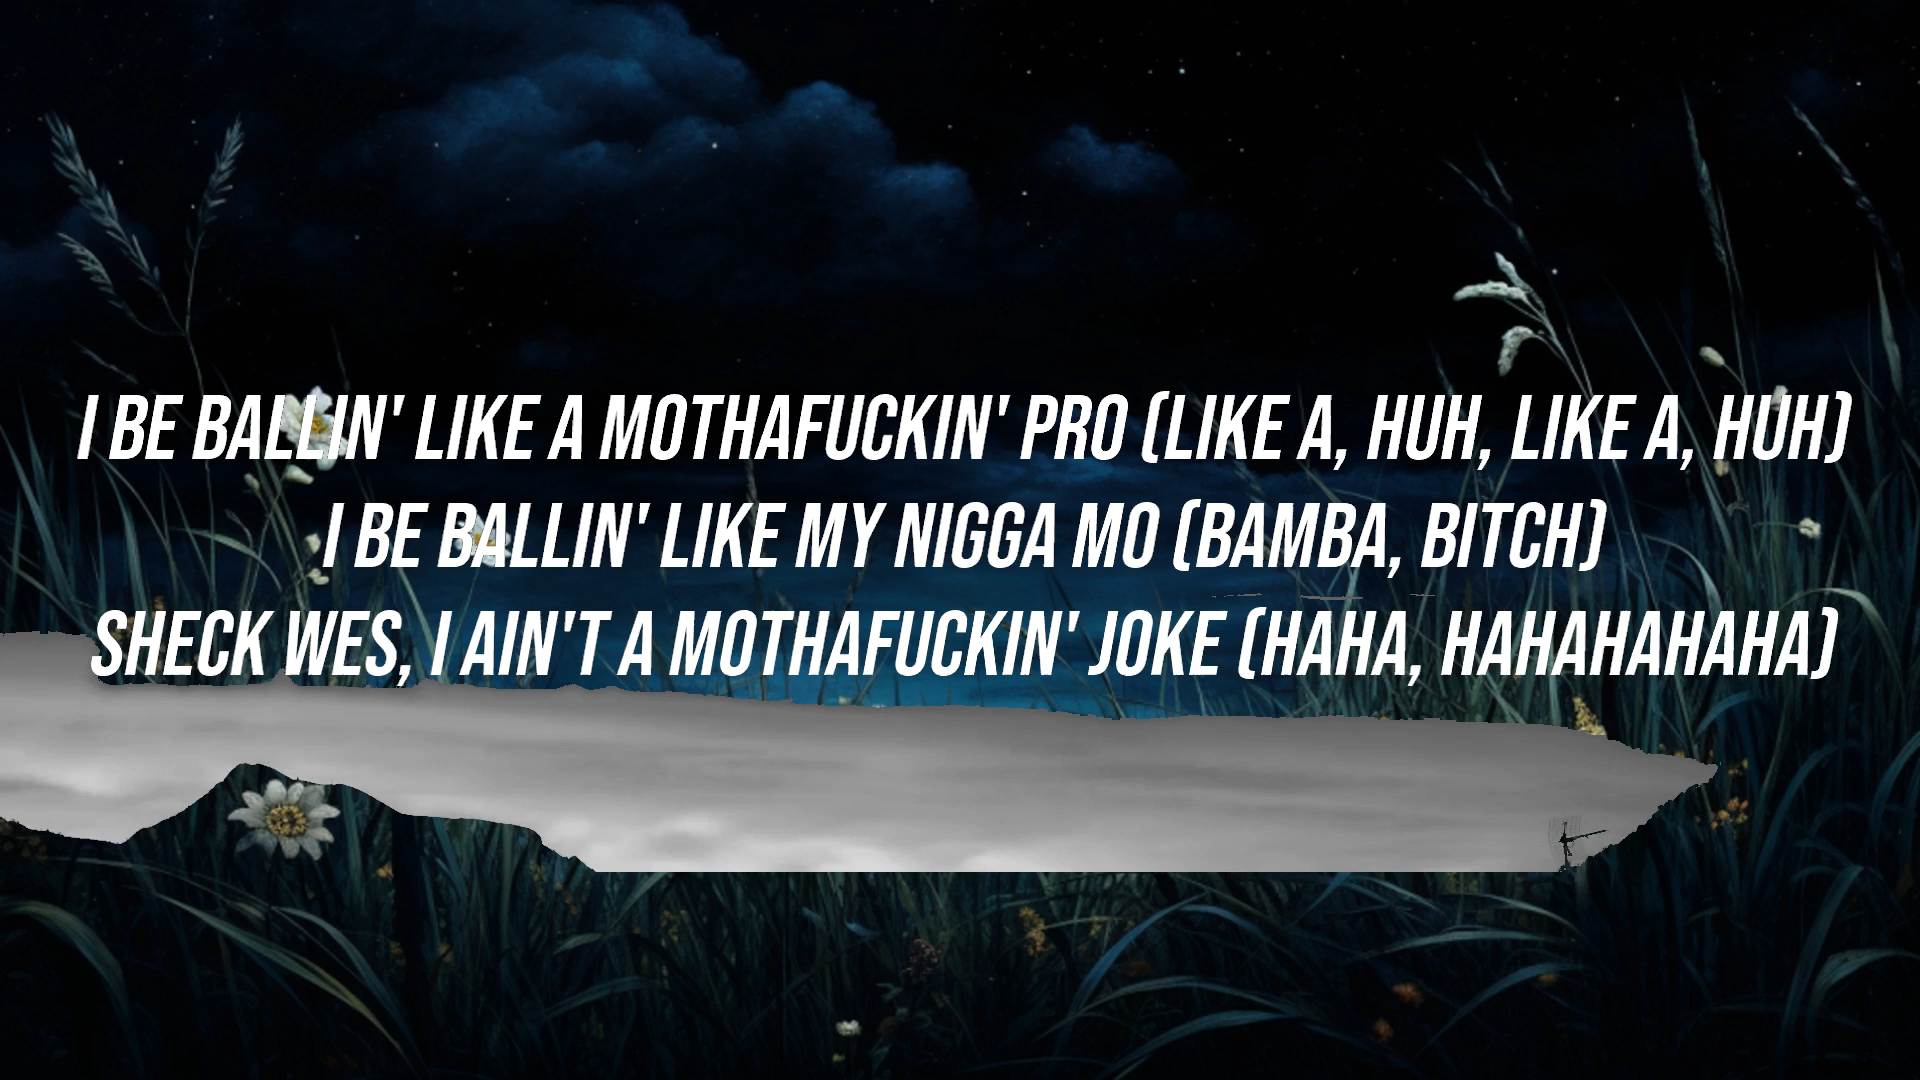 I BE BALLIN' LIKE A MOTHAFUCKIN' PRO (LIKE A, HUH, LIKE A, HUH)
I BE BALLIN' LIKE MY NIGGA MO (BAMBA, BITCH)
SHECK WES, I AIN'T A MOTHAFUCKIN' JOKE (HAHA, HAHAHAHAHA)